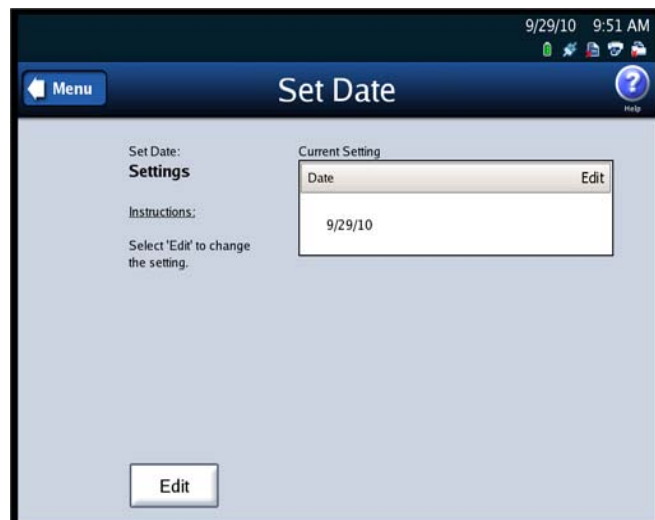 9/29/10 9:51 AM
Menu
Set Date
?
Help
Set Date:
Settings
Instructions:
Select 'Edit' to change
the setting.
Current Setting
Date Edit
9/29/10
Edit